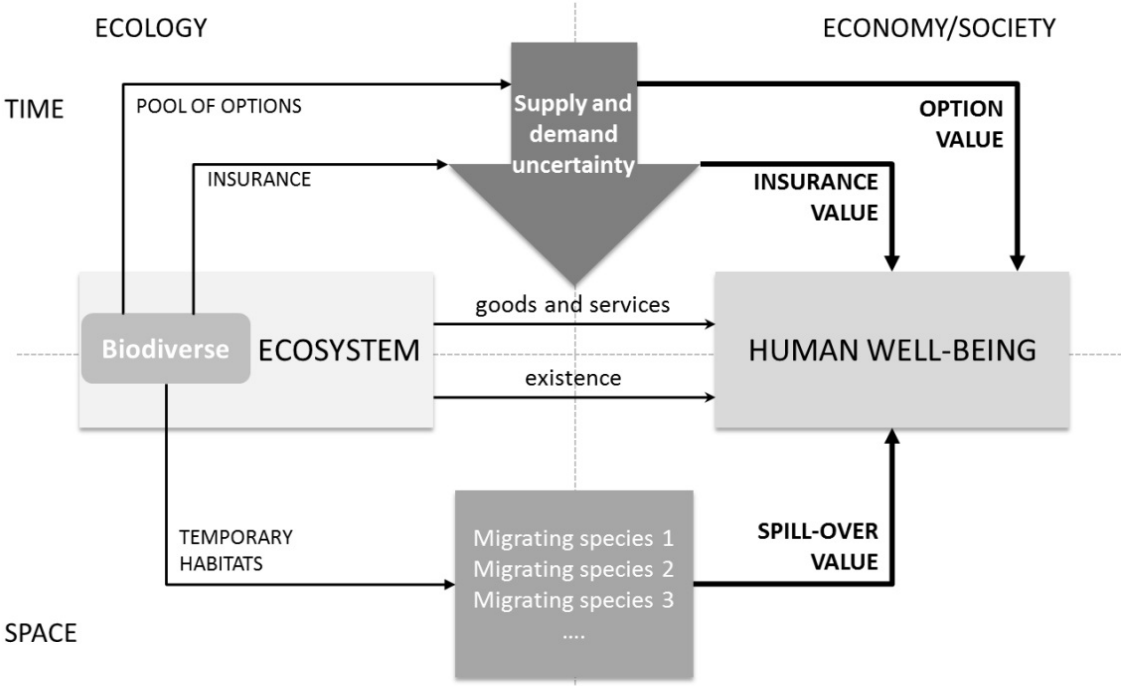 ECOLOGY
ECONOMY/SOCIETY
TIME
POOL OF OPTIONS
Supply and
demand
uncertainty
OPTION
VALUE
INSURANCE
INSURANCE
VALUE
goods and services
Biodiverse
ECOSYSTEM
HUMAN WELL-BEING
existence
TEMPORARY
HABITATS
Migrating species 1
Migrating species 2
Migrating species 3
....
SPILL-OVER
VALUE
SPACE